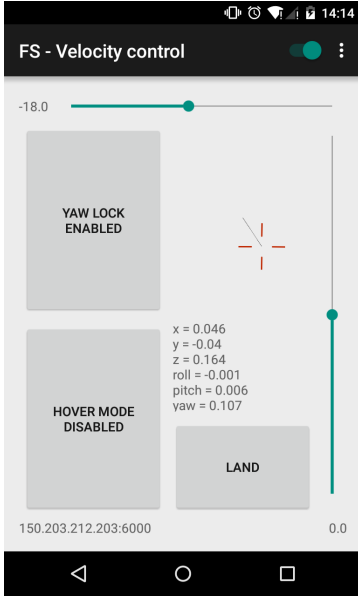 14:14
FS - Velocity control
-18.0
YAW LOCK
ENABLED
x = 0.046
y = -0.04
z = 0.164
roll = -0.001
pitch = 0.006
yaw = 0.107
HOVER MODE
DISABLED
LAND
150.203.212.203:6000
0.0